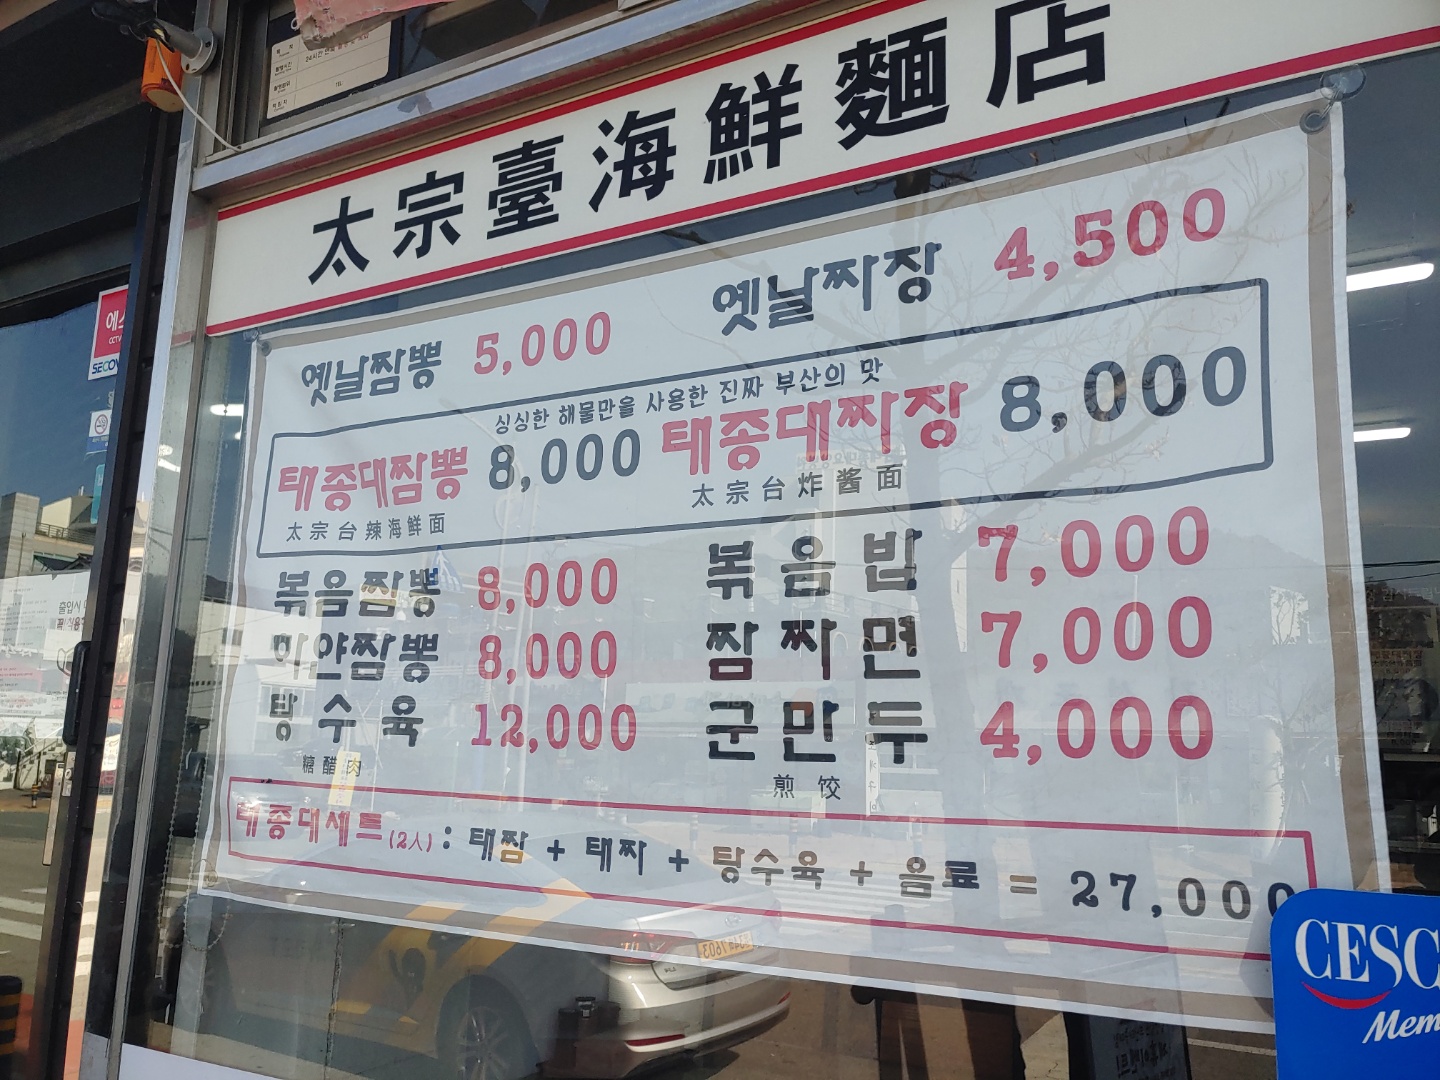 太宗臺海鮮麵店
옛날짬뽕 5,000 옛날짜장 4,500
싱싱한 해물만을 사용한 진짜 부산의 맛
태종대짬뽕 8,000 태종대짜장 8,000
太宗台辣海鮮面 太宗台炸酱面
볶음짬뽕 8,000 볶음밥 7,000
야얀짬뽕 8,000 짬짜면 7,000
탕수육 12,000 군만두 4,000
糖醋肉 煎饺
태종대세트(2人) : 태짬 + 태짜 + 탕수육 + 음료 = 27,000
CESC
Mem